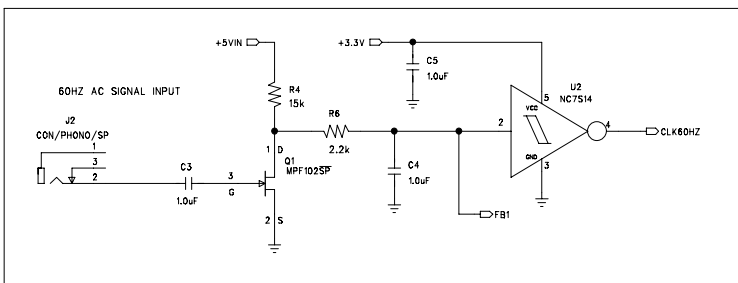 +5VIN
+3.3V
C5
1.0uF
U2
NC7S14
R4
15k
60HZ AC SIGNAL INPUT
J2
CON/PHONO/SP
1
3
2
C3
1.0uF
3
G
1 D
Q1
MPF102SP
2 S
R6
2.2k
C4
1.0uF
FB1
2
VCC
5
GND
3
4
CLK60HZ